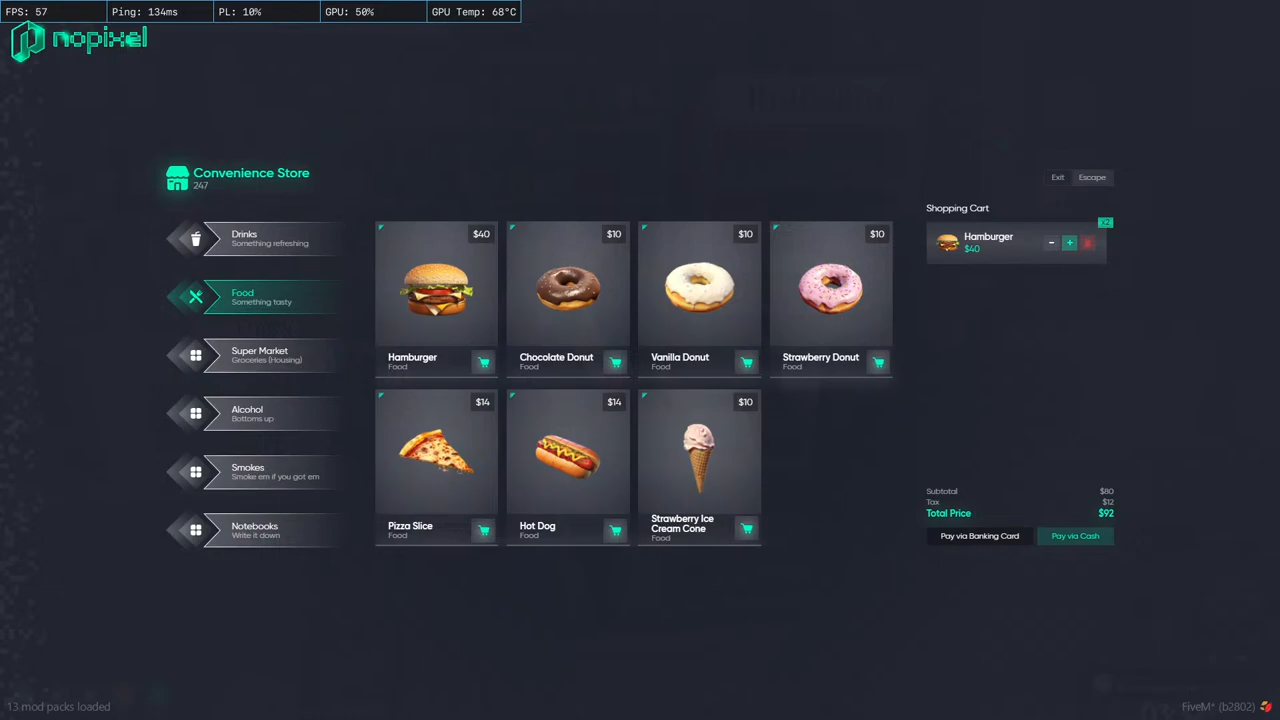 FPS: 57
Ping: 134ms
PL: 10%
GPU: 50%
GPU Temp: 68°C
nopixel
Convenience Store
247
Exit
Escape
Drinks
Something refreshing
Food
Something tasty
Super Market
Groceries (Housing)
Alcohol
Bottoms up
Smokes
Smoke em if you got em
Notebooks
Write it down
$40
Hamburger
Food
$10
Chocolate Donut
Food
$10
Vanilla Donut
Food
$10
Strawberry Donut
Food
$14
Pizza Slice
Food
$14
Hot Dog
Food
$10
Strawberry Ice
Cream Cone
Food
Shopping Cart
X2
Hamburger
$40
- +
Subtotal $80
Tax $12
Total Price $92
Pay via Banking Card
Pay via Cash
13 mod packs loaded
FiveM* (b2802)